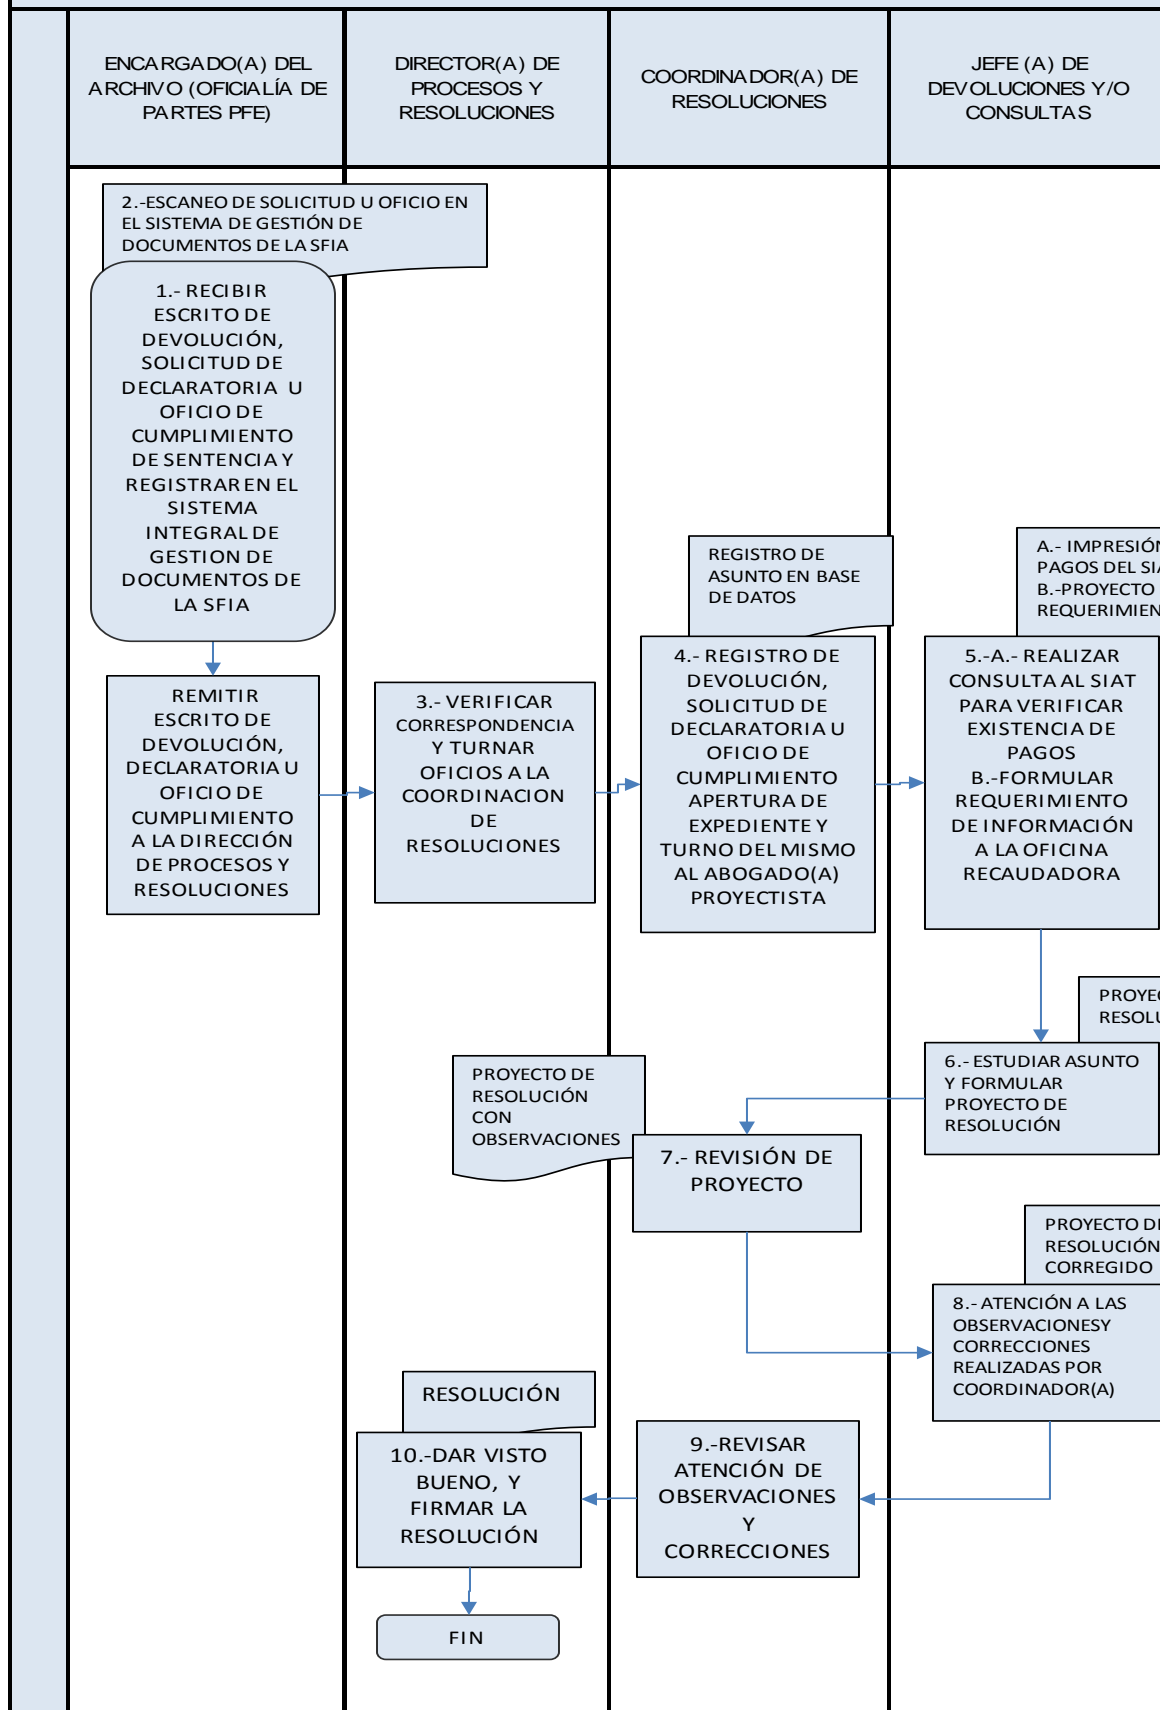 ENCARGADO(A) DEL
ARCHIVO (OFICIALÍA DE
PARTES PFE)
DIRECTOR(A) DE
PROCESOS Y
RESOLUCIONES
COORDINADOR(A) DE
RESOLUCIONES
JEFE (A) DE
DEVOLUCIONES Y/O
CONSULTAS
2.-ESCANEO DE SOLICITUD U OFICIO EN
EL SISTEMA DE GESTIÓN DE
DOCUMENTOS DE LA SFIA
1.- RECIBIR
ESCRITO DE
DEVOLUCIÓN,
SOLICITUD DE
DECLARATORIA U
OFICIO DE
CUMPLIMIENTO
DE SENTENCIA Y
REGISTRAR EN EL
SISTEMA
INTEGRAL DE
GESTION DE
DOCUMENTOS DE
LA SFIA
REMITIR
ESCRITO DE
DEVOLUCIÓN,
DECLARATORIA U
OFICIO DE
CUMPLIMIENTO
A LA DIRECCIÓN
DE PROCESOS Y
RESOLUCIONES
3.- VERIFICAR
CORRESPONDENCIA
Y TURNAR
OFICIOS A LA
COORDINACION
DE
RESOLUCIONES
REGISTRO DE
ASUNTO EN BASE
DE DATOS
4.- REGISTRO DE
DEVOLUCIÓN,
SOLICITUD DE
DECLARATORIA U
OFICIO DE
CUMPLIMIENTO
APERTURA DE
EXPEDIENTE Y
TURNO DEL MISMO
AL ABOGADO(A)
PROYECTISTA
A.- IMPRESIÓN
PAGOS DEL
B.-PROYECTO
5.-A.- REALIZAR
CONSULTA AL SIAT
PARA VERIFICAR
EXISTENCIA DE
PAGOS
B.-FORMULAR
REQUERIMIENTO
DE INFORMACIÓN
A LA OFICINA
RECAUDADORA
6.- ESTUDIAR ASUNTO
Y FORMULAR
PROYECTO DE
RESOLUCIÓN
PROYECTO DE
RESOLUCIÓN
CON
OBSERVACIONES
7.- REVISIÓN DE
PROYECTO
PROYECTO DE
RESOLUCIÓN
CORREGIDO
8.- ATENCIÓN A LAS
OBSERVACIONESY
CORRECCIONES
REALIZADAS POR
COORDINADOR(A)
9.-REVISAR
ATENCIÓN DE
OBSERVACIONES
Y
CORRECCIONES
RESOLUCIÓN
10.-DAR VISTO
BUENO, Y
FIRMAR LA
RESOLUCIÓN
FIN